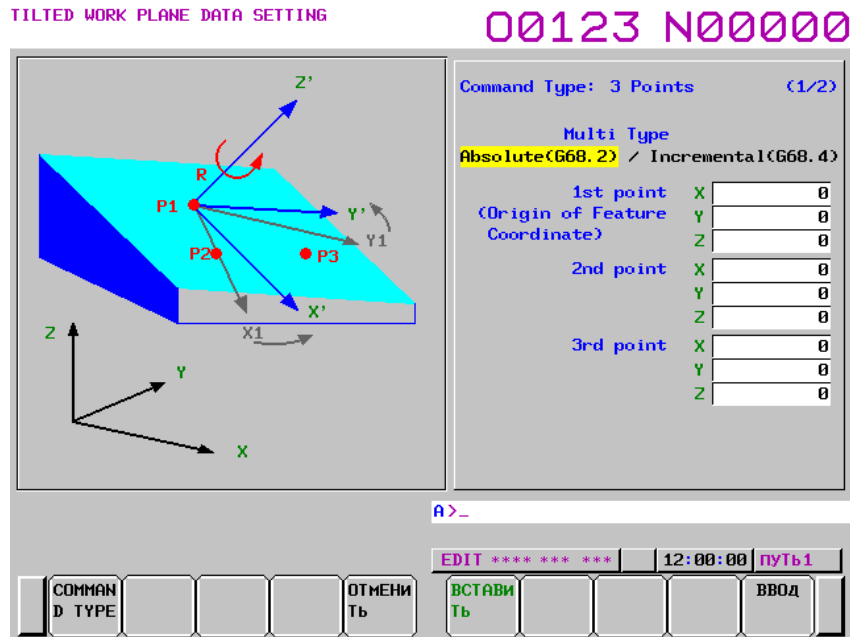 TILTED WORK PLANE DATA SETTING
O0123 N00000
Z'
R
P1
Y'
Y1
P2
P3
X'
X1
Z
Y
X
Command Type: 3 Points (1/2)
Multi Type
Absolute(G68.2) / Incremental(G68.4)
1st point X 0
(Origin of Feature Y 0
Coordinate) Z 0
2nd point X 0
Y 0
Z 0
3rd point X 0
Y 0
Z 0
A>_
EDIT **** *** *** 12:00:00 ПУТЬ1
COMMAN
D TYPE
ОТМЕНИ
ТЬ
ВСТАВИ
ТЬ
ВВОД